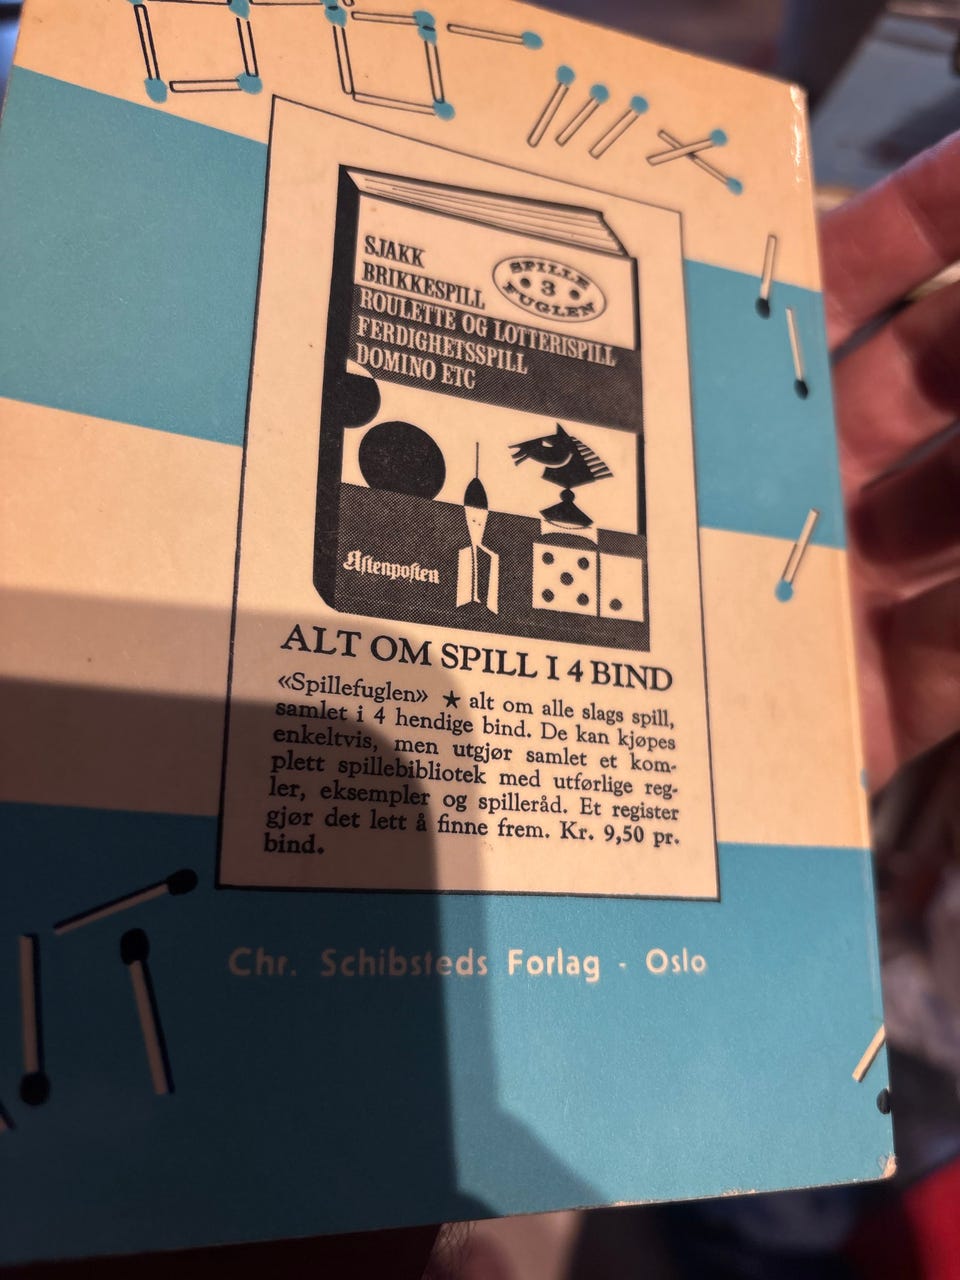 SJAKK
BRIKKESPILL
ROULETTE OG LOTTERISPILL
FERDIGHETSSPILL
DOMINO ETC
SPILLE
3
FUGLEN
Aftenposten
ALT OM SPILL I 4 BIND
«Spillefuglen» ★ alt om alle slags spill,
samlet i 4 hendige bind. De kan kjøpes
enkeltvis, men utgjør samlet et kom-
plett spillebibliotek med utførlige reg-
ler, eksempler og spilleråd. Et register
gjør det lett å finne frem. Kr. 9,50 pr.
bind.
Chr. Schibsteds Forlag - Oslo